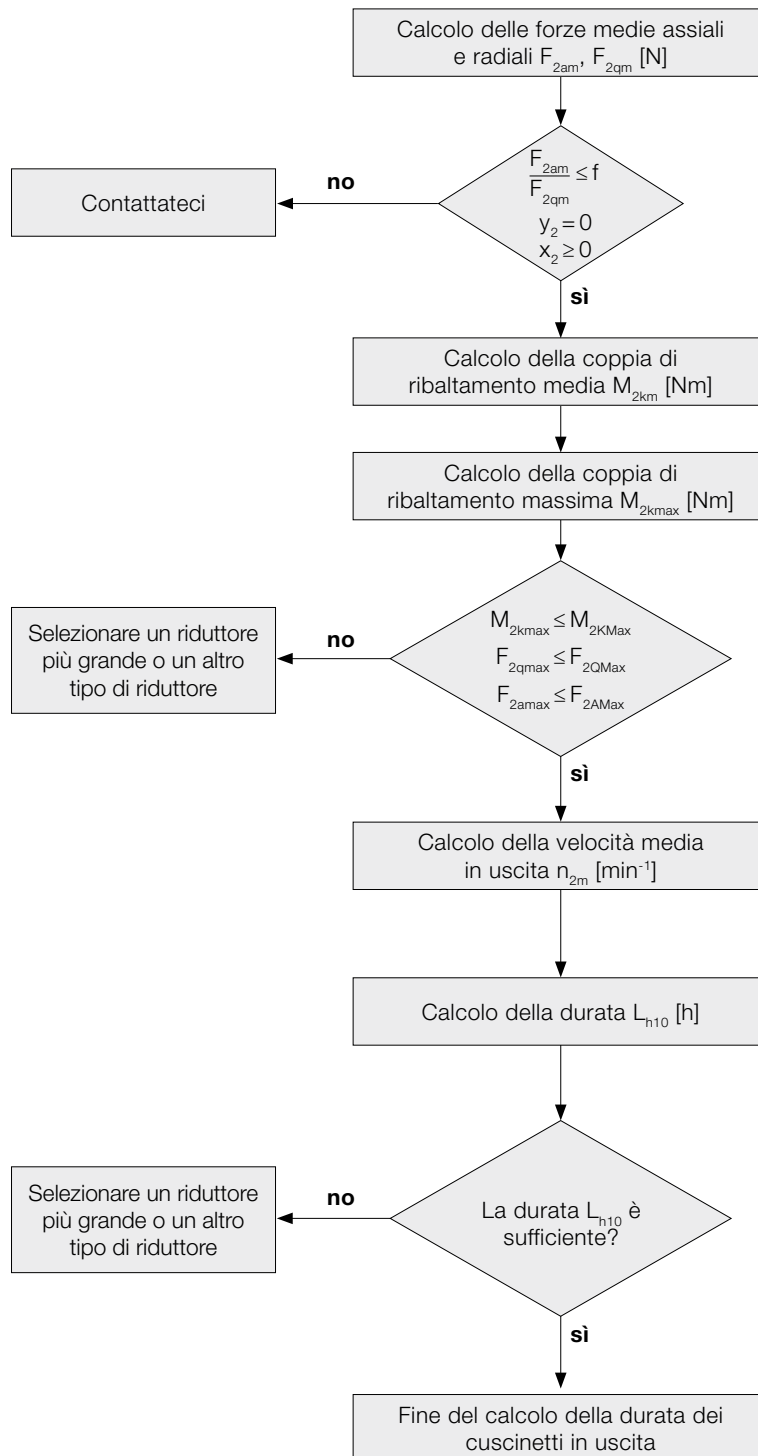 Calcolo delle forze medie assiali
e radiali F₂ₐₘ, F₂qm [N]
F₂ₐₘ
F₂qm
≤ f
y₂ = 0
x₂ ≥ 0
no
Contattateci
sì
Calcolo della coppia di
ribaltamento media M₂km [Nm]
Calcolo della coppia di
ribaltamento massima M₂kmax [Nm]
M₂kmax ≤ M₂KMax
F₂qmax ≤ F₂QMax
F₂amax ≤ F₂AMax
no
Selezionare un riduttore
più grande o un altro
tipo di riduttore
sì
Calcolo della velocità media
in uscita n₂m [min⁻¹]
Calcolo della durata Lh10 [h]
La durata Lh10 è
sufficiente?
no
Selezionare un riduttore
più grande o un altro
tipo di riduttore
sì
Fine del calcolo della durata dei
cuscinetti in uscita